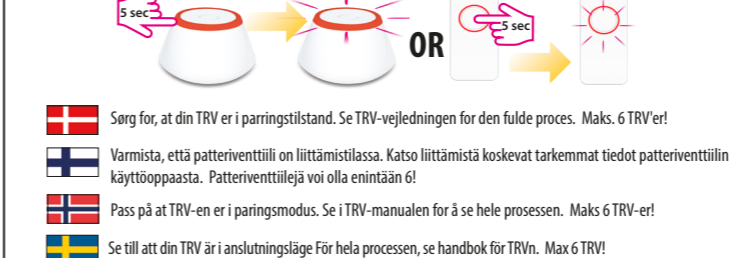 5 sec
OR
5 sec
Sørg for, at din TRV er i parringstilstand. Se TRV-vejledningen for den fulde proces. Maks. 6 TRV'er!
Varmista, että patteriventtiili on liittämistilassa. Katso liittämistä koskevat tarkemmat tiedot patteriventtiilin
käyttöoppaasta. Patteriventtiilejä voi olla enintään 6!
Pass på at TRV-en er i paringsmodus. Se i TRV-manualen for å se hele prosessen. Maks 6 TRV-er!
Se till att din TRV är i anslutningsläge För hela processen, se handbok för TRVn. Max 6 TRV!